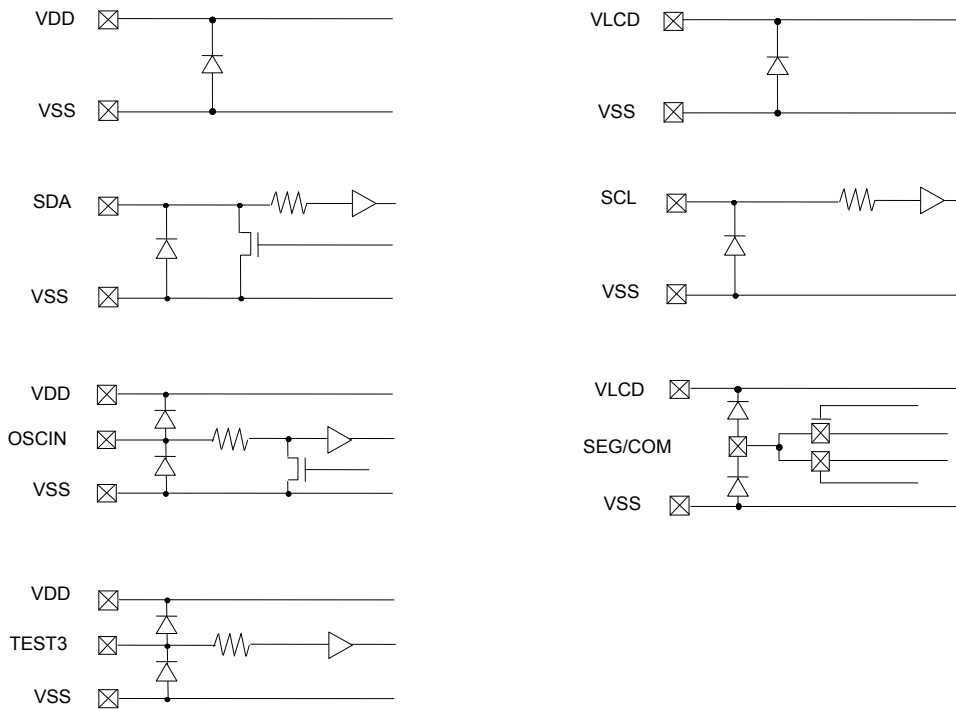 VDD
VSS
VLCD
VSS
SDA
VSS
SCL
VSS
VDD
OSCIN
VSS
VLCD
SEG/COM
VSS
VDD
TEST3
VSS